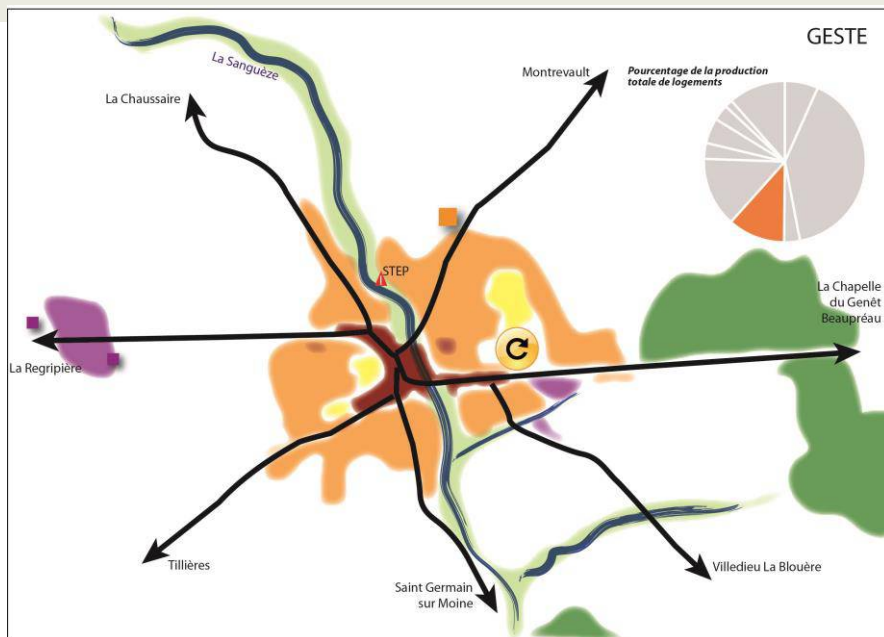 GESTE
La Sanguèze
Montrevault
Pourcentage de la production
totale de logements
La Chaussaire
STEP
La Chapelle
du Genêt
Beaupréau
La Regripière
Tillières
Saint Germain
sur Moine
Villedieu La Blouère